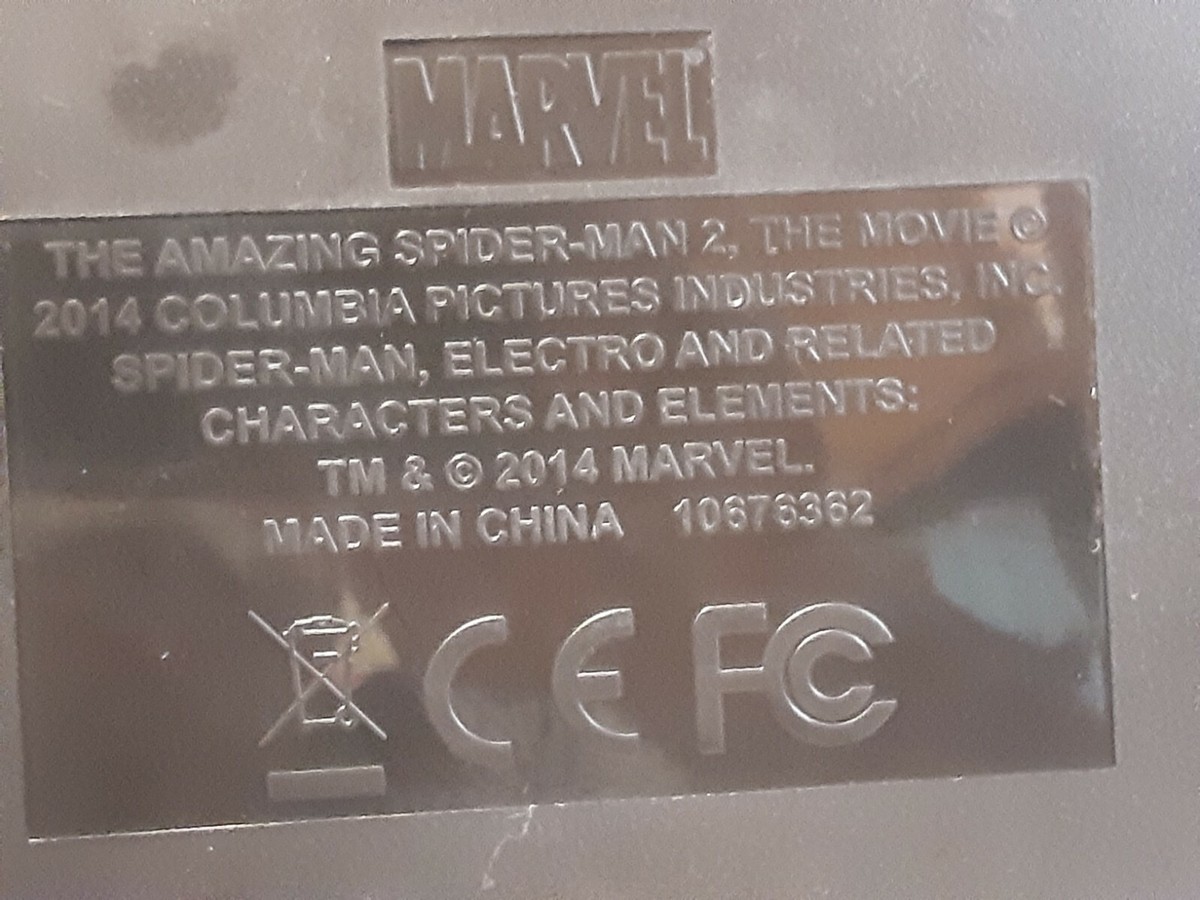 MARVEL
THE AMAZING SPIDER-MAN 2, THE MOVIE ©
2014 COLUMBIA PICTURES INDUSTRIES, INC.
SPIDER-MAN, ELECTRO AND RELATED
CHARACTERS AND ELEMENTS:
TM & © 2014 MARVEL.
MADE IN CHINA 10676362
CE FC